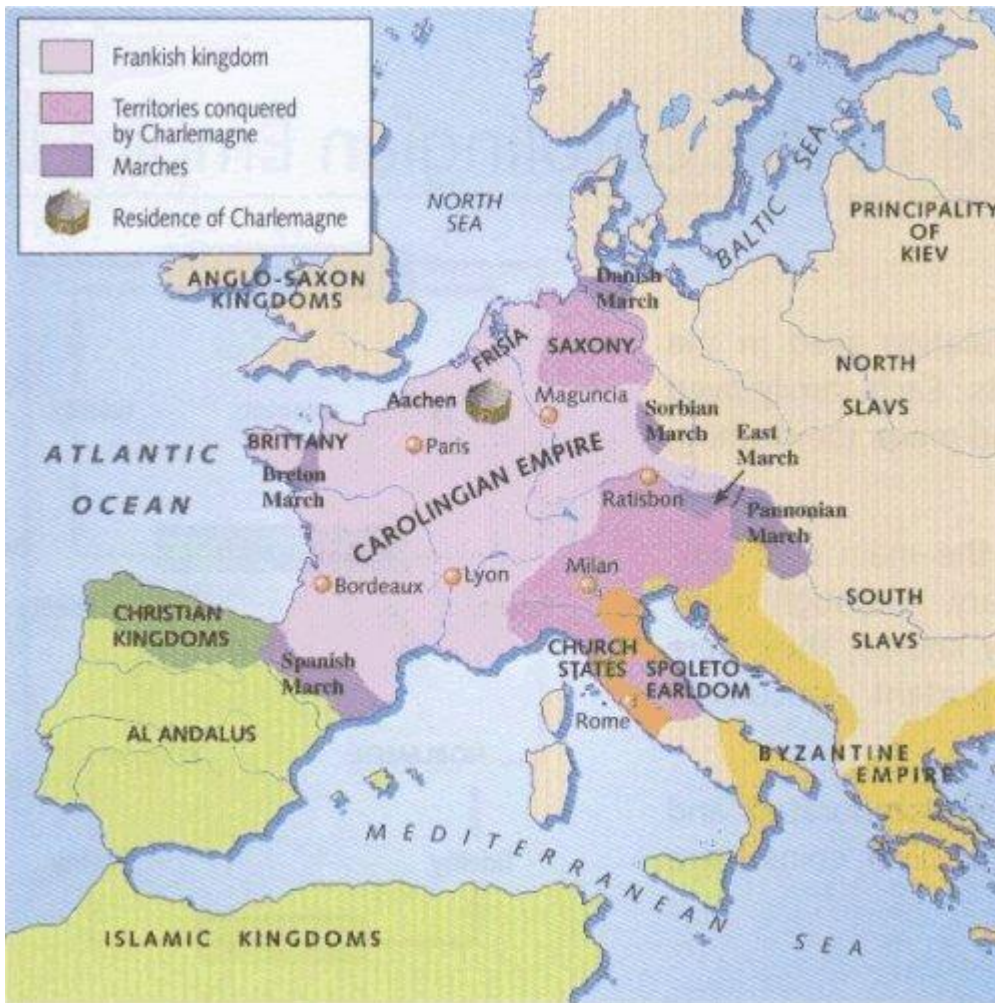 Frankish kingdom
Territories conquered
by Charlemagne
Marches
Residence of Charlemagne
NORTH
SEA
BALTIC SEA
PRINCIPALITY
OF
KIEV
ANGLO-SAXON
KINGDOMS
Danish
March
FRISIA
SAXONY
NORTH
SLAVS
Aachen
Maguncia
Sorbian
March
East
March
BRITTANY
Paris
ATLANTIC
OCEAN
Breton
March
CAROLINGIAN EMPIRE
Ratisbon
Pannonian
March
Bordeaux
Lyon
Milan
SOUTH
SLAVS
CHRISTIAN
KINGDOMS
Spanish
March
CHURCH
STATES
SPOLETO
EARLDOM
Rome
AL ANDALUS
BYZANTINE
EMPIRE
MEDITERRANEAN SEA
ISLAMIC KINGDOMS